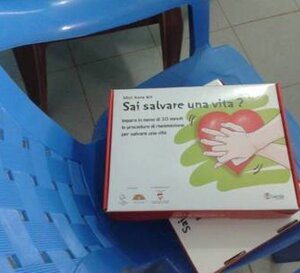 Mini Anne Kit
Sai salvare una vita ?
Impara in meno di 30 minuti
le procedure di rianimazione
per salvare una vita
Sai